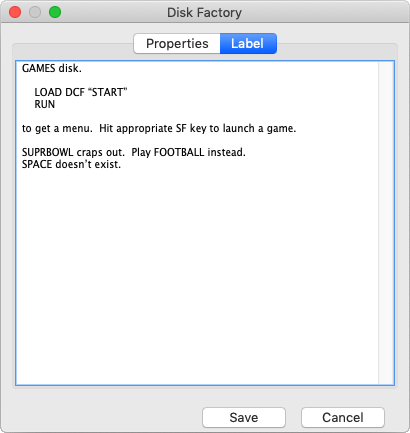 Disk Factory
Properties
Label
GAMES disk.
LOAD DCF “START”
RUN
to get a menu.  Hit appropriate SF key to launch a game.
SUPRBOWL craps out.  Play FOOTBALL instead.
SPACE doesn’t exist.
Save
Cancel